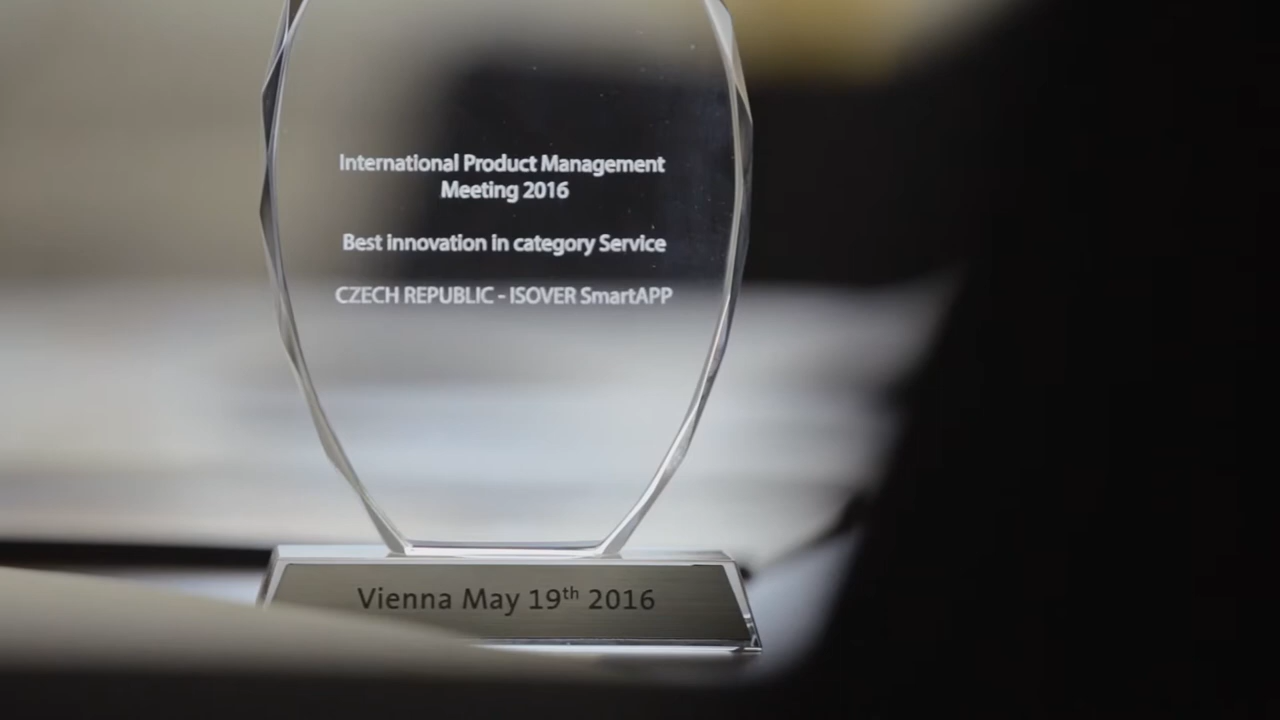 International Product Management
Meeting 2016
Best innovation in category Service
CZECH REPUBLIC - ISOVER SmartAPP
Vienna May 19th 2016